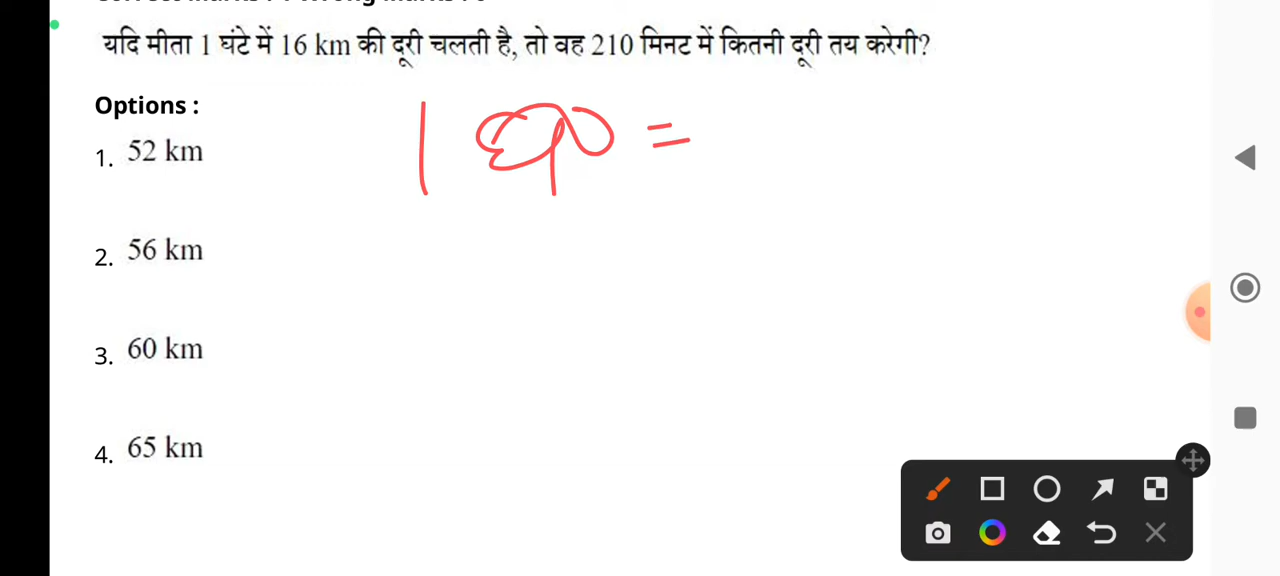 यदि मीता 1 घंटे में 16 km की दूरी चलती है, तो वह 210 मिनट में कितनी दूरी तय करेगी?
Options :
1 =
1. 52 km
2. 56 km
3. 60 km
4. 65 km